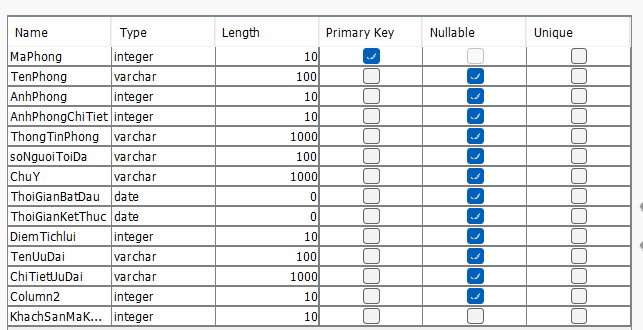 Name Type Length Primary Key Nullable Unique
MaPhong integer 10
TenPhong varchar 100
AnhPhong integer 10
AnhPhongChiTiet integer 10
ThongTinPhong varchar 1000
soNguoiToiDa varchar 100
ChuY varchar 1000
ThoiGianBatDau date 0
ThoiGianKetThuc date 0
DiemTichlui integer 10
TenUuDai varchar 100
ChiTietUuDai varchar 1000
Column2 integer 10
KhachSanMaK... integer 10